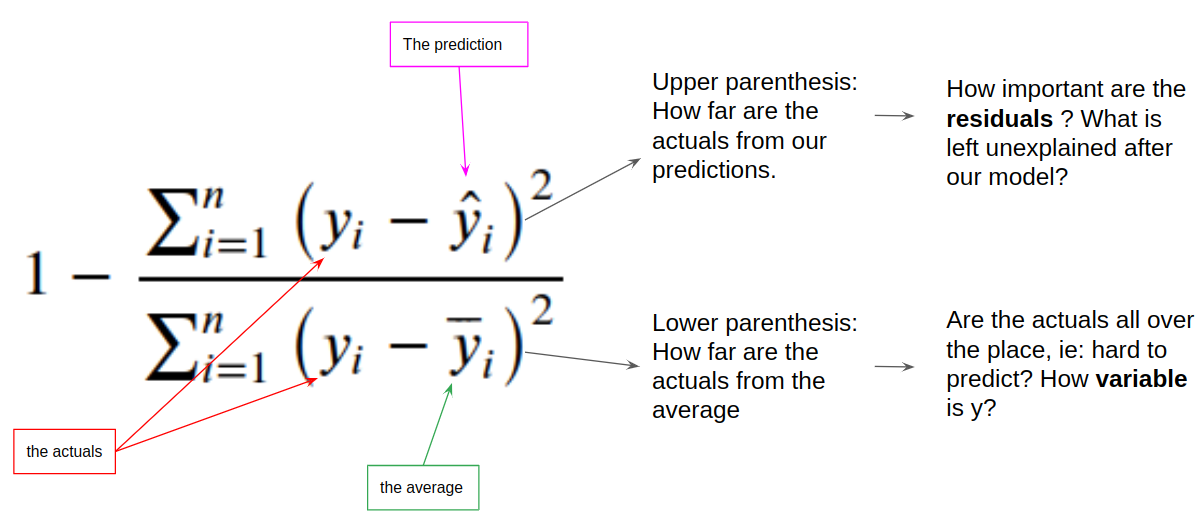 The prediction
Upper parenthesis:
How far are the
actuals from our
predictions.
How important are the
residuals ? What is
left unexplained after
our model?
1 − \frac{\sum_{i=1}^{n} (y_i − \hat{y}_i)^2}{\sum_{i=1}^{n} (y_i − \overline{y}_i)^2}
Lower parenthesis:
How far are the
actuals from the
average
Are the actuals all over
the place, ie: hard to
predict? How variable
is y?
the actuals
the average